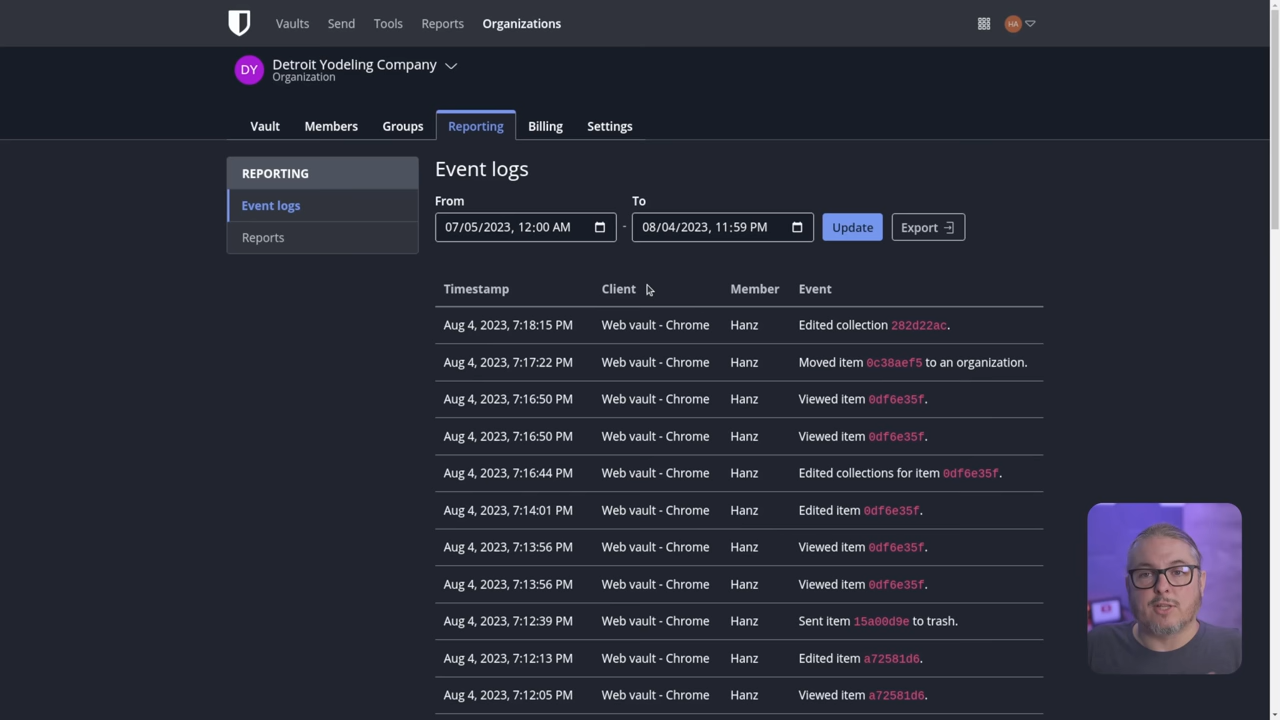 Vaults Send Tools Reports Organizations HA
DY Detroit Yodeling Company
Organization
Vault Members Groups Reporting Billing Settings
REPORTING
Event logs
Reports
Event logs
From To
07/05/2023, 12:00 AM - 08/04/2023, 11:59 PM Update Export
Timestamp Client Member Event
Aug 4, 2023, 7:18:15 PM Web vault - Chrome Hanz Edited collection 282d22ac.
Aug 4, 2023, 7:17:22 PM Web vault - Chrome Hanz Moved item 0c38aef5 to an organization.
Aug 4, 2023, 7:16:50 PM Web vault - Chrome Hanz Viewed item 0df6e35f.
Aug 4, 2023, 7:16:50 PM Web vault - Chrome Hanz Viewed item 0df6e35f.
Aug 4, 2023, 7:16:44 PM Web vault - Chrome Hanz Edited collections for item 0df6e35f.
Aug 4, 2023, 7:14:01 PM Web vault - Chrome Hanz Edited item 0df6e35f.
Aug 4, 2023, 7:13:56 PM Web vault - Chrome Hanz Viewed item 0df6e35f.
Aug 4, 2023, 7:13:56 PM Web vault - Chrome Hanz Viewed item 0df6e35f.
Aug 4, 2023, 7:12:39 PM Web vault - Chrome Hanz Sent item 15a00d9e to trash.
Aug 4, 2023, 7:12:13 PM Web vault - Chrome Hanz Edited item a72581d6.
Aug 4, 2023, 7:12:05 PM Web vault - Chrome Hanz Viewed item a72581d6.